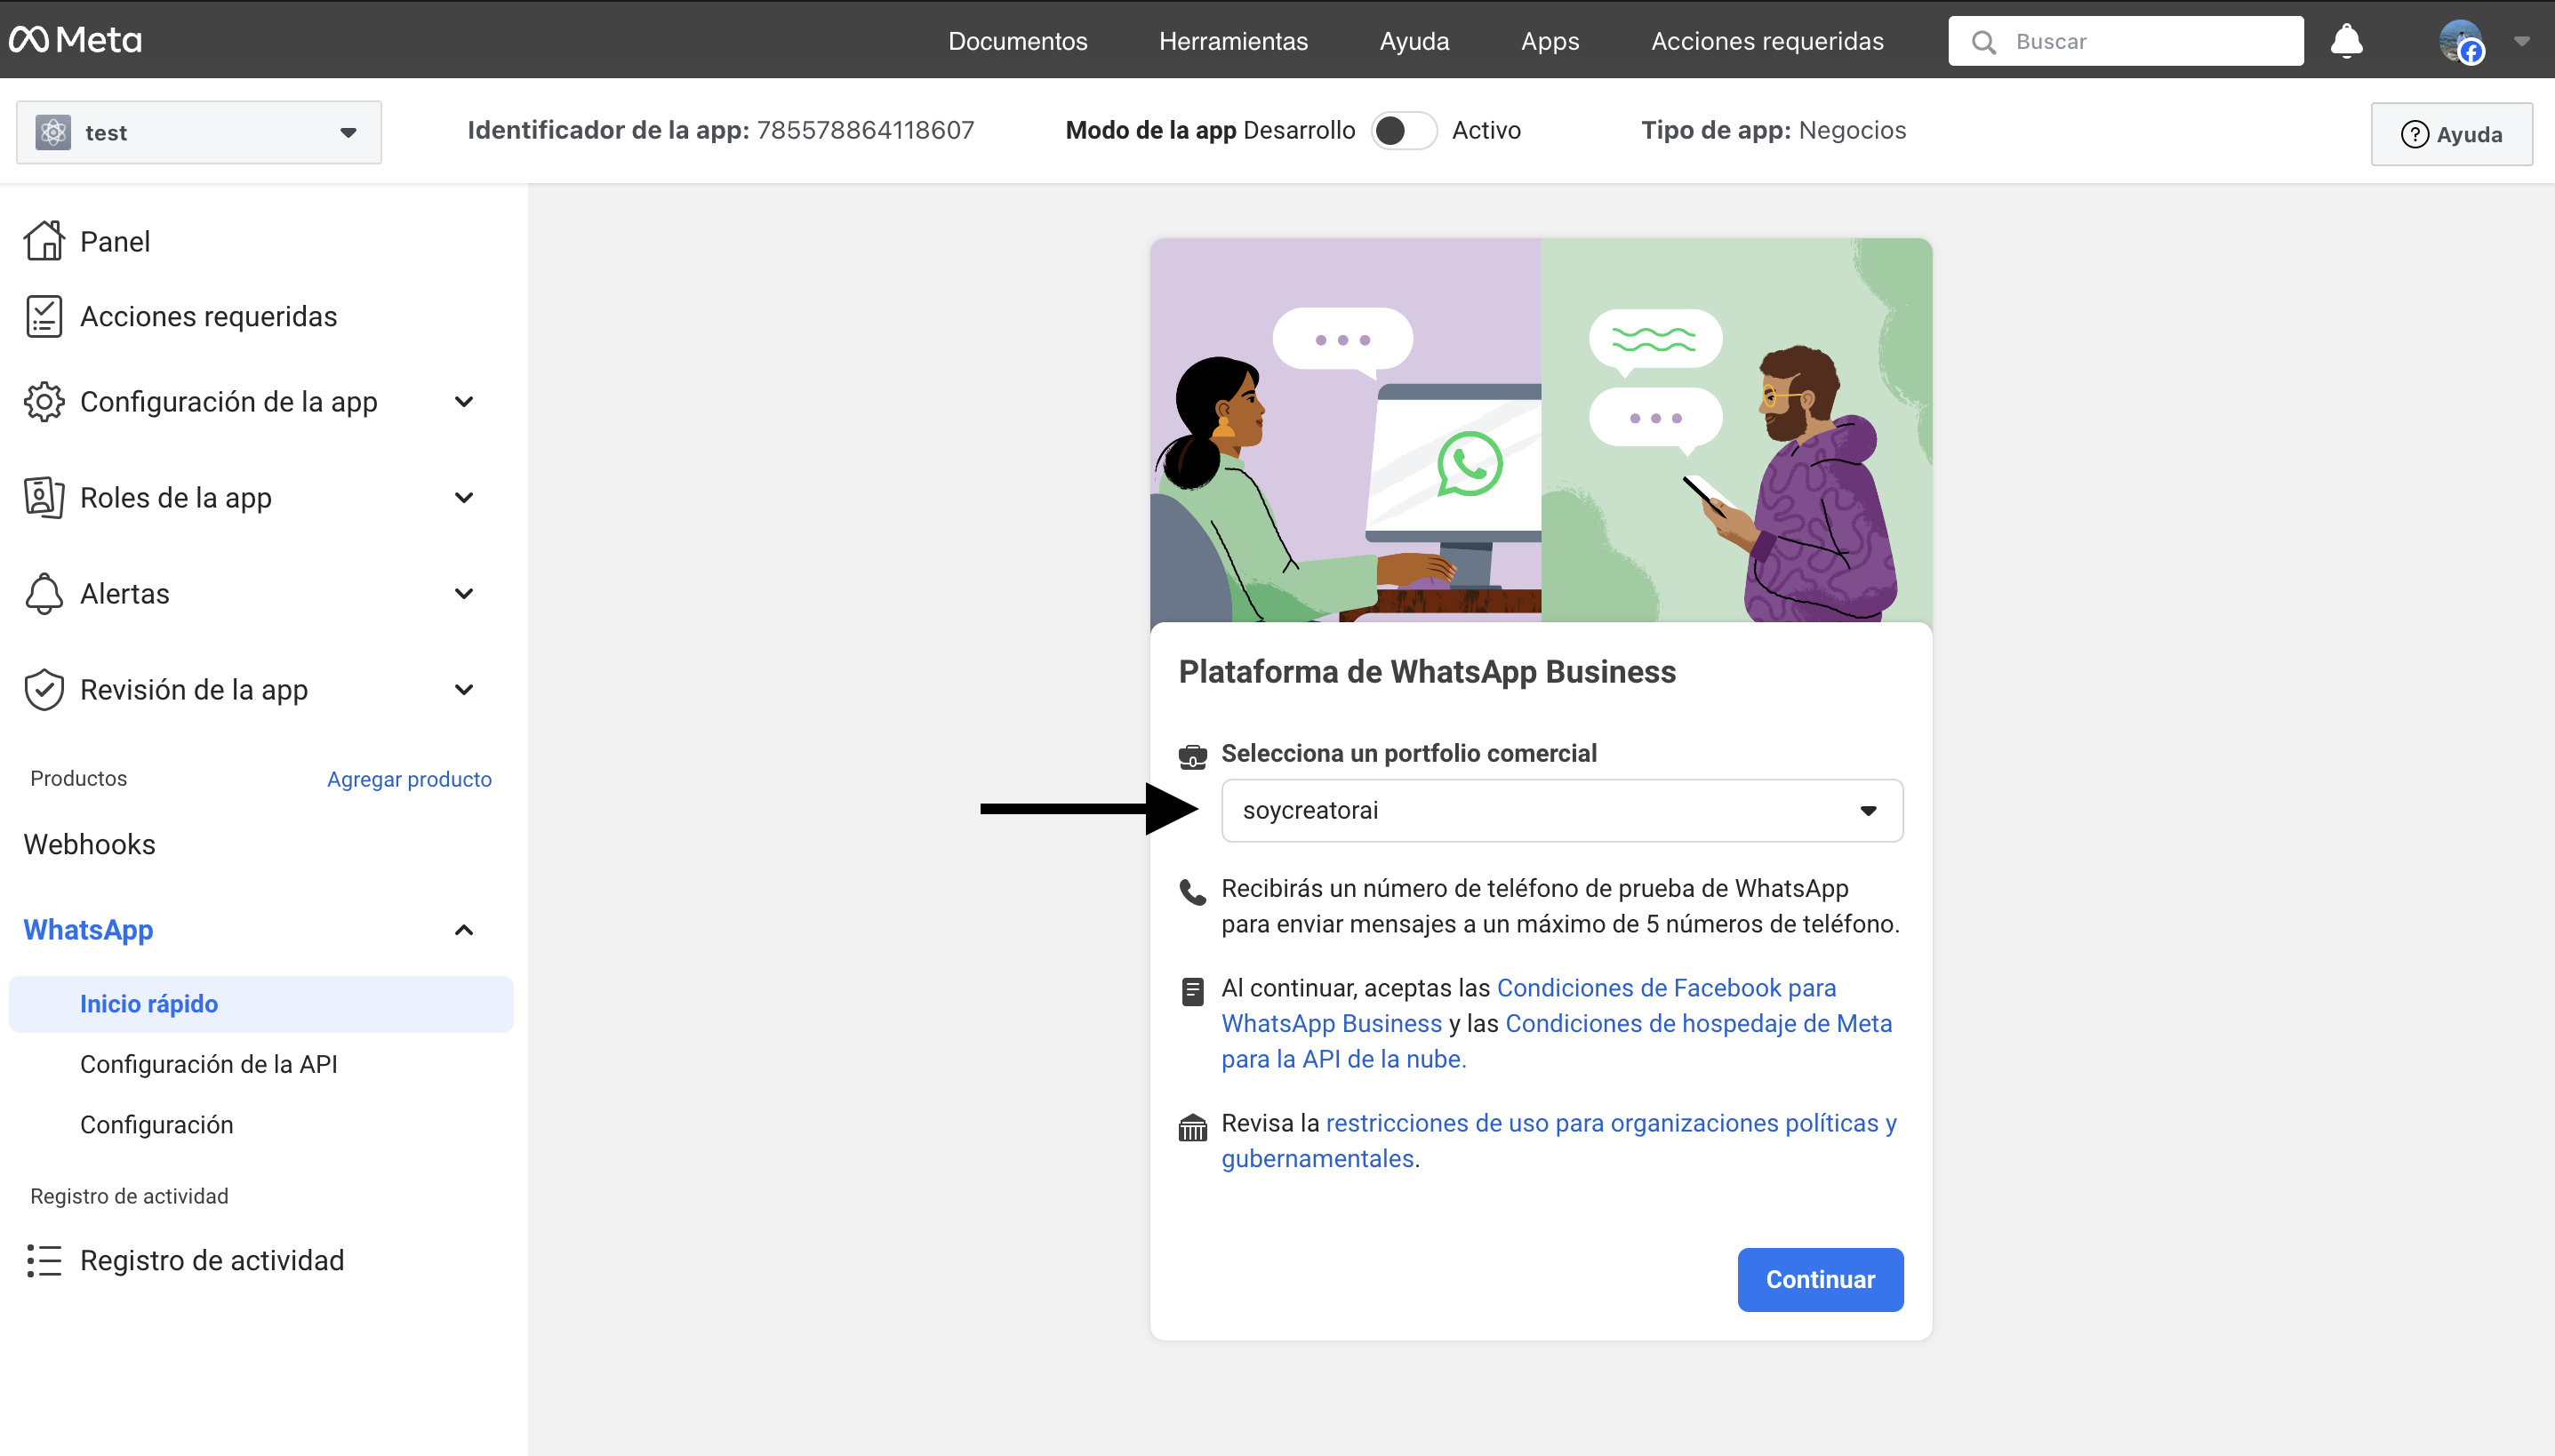 Meta
Documentos
Herramientas
Ayuda
Apps
Acciones requeridas
Buscar
test
Identificador de la app: 785578864118607
Modo de la app Desarrollo
Activo
Tipo de app: Negocios
Ayuda
Panel
Acciones requeridas
Configuración de la app
Roles de la app
Alertas
Revisión de la app
Productos
Agregar producto
Webhooks
WhatsApp
Inicio rápido
Configuración de la API
Configuración
Registro de actividad
Registro de actividad
Plataforma de WhatsApp Business
Selecciona un portfolio comercial
soycreatorai
Recibirás un número de teléfono de prueba de WhatsApp
para enviar mensajes a un máximo de 5 números de teléfono.
Al continuar, aceptas las Condiciones de Facebook para
WhatsApp Business y las Condiciones de hospedaje de Meta
para la API de la nube.
Revisa la restricciones de uso para organizaciones políticas y
gubernamentales.
Continuar